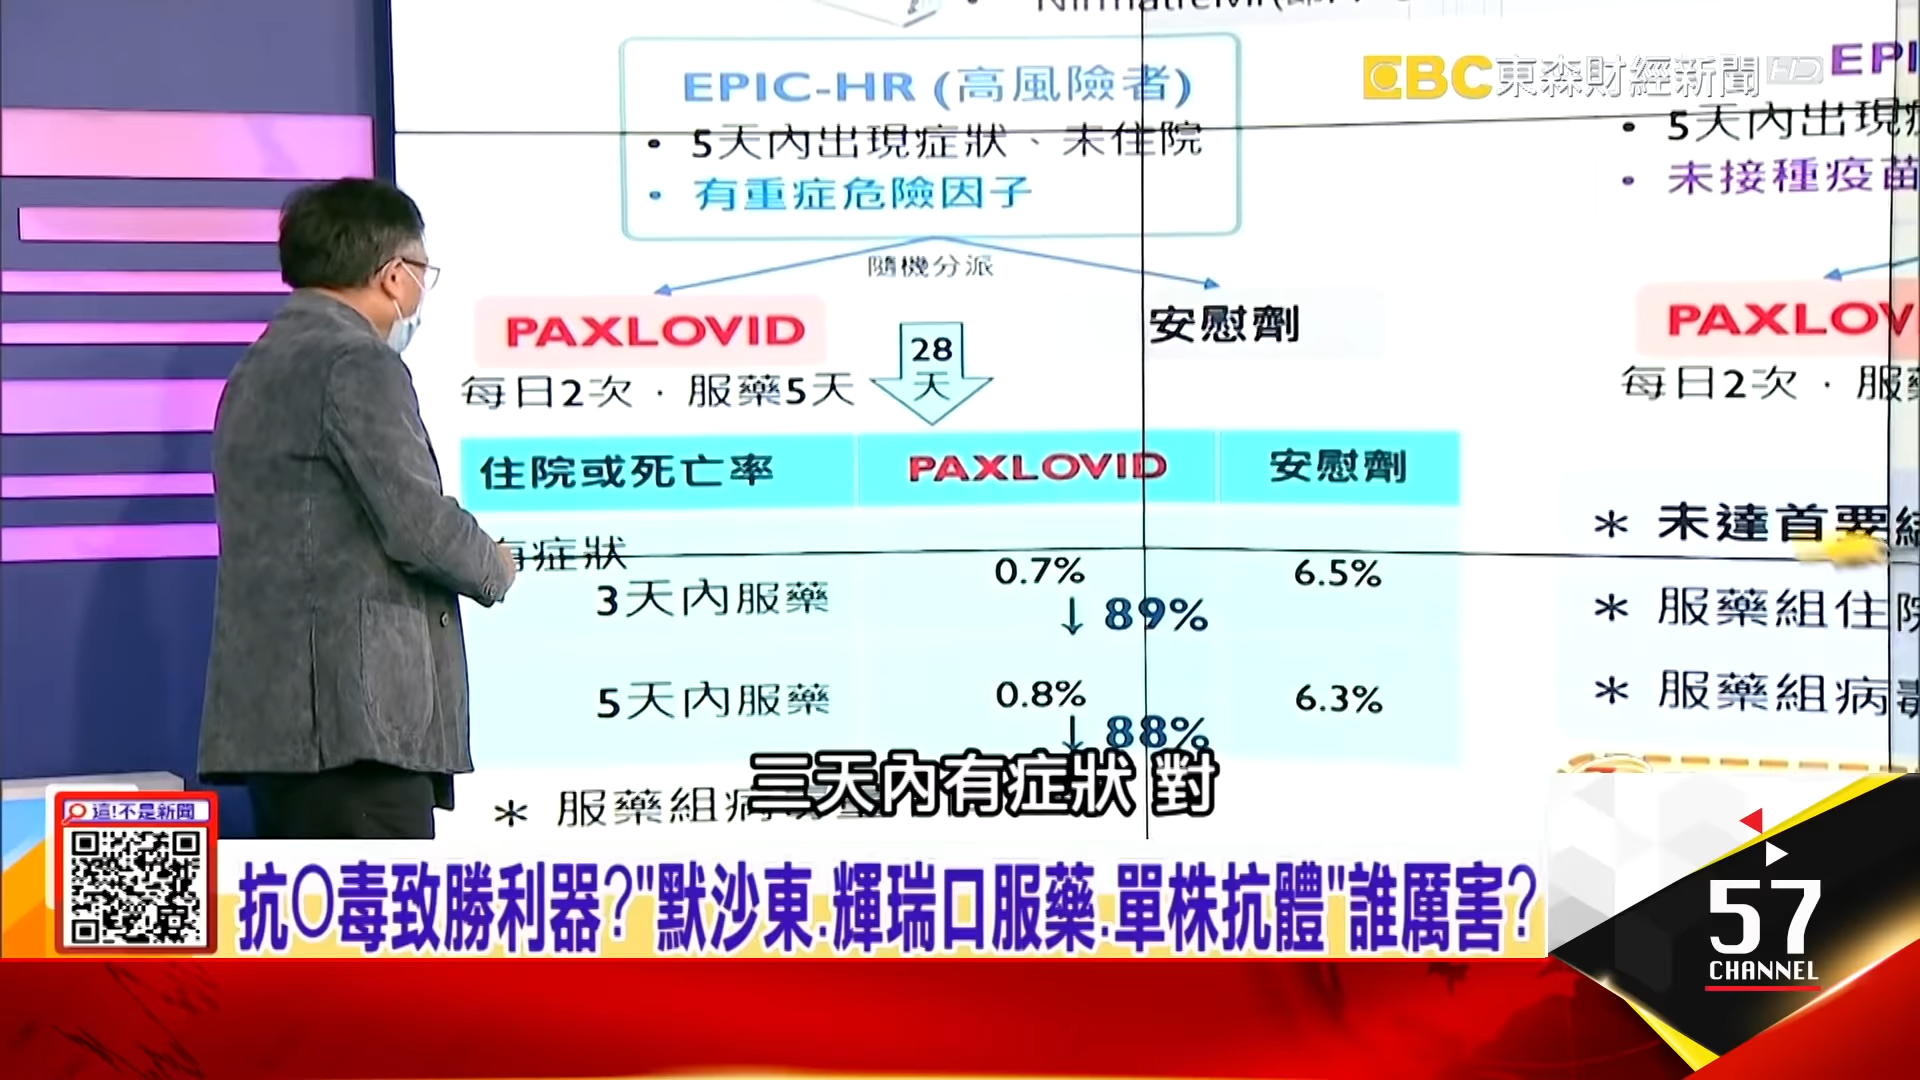 Nirmatrelvir(
EPIC-HR (高風險者)
• 5天內出現症狀、未住院
• 有重症危險因子
隨機分派
PAXLOVID
安慰劑
每日2次．服藥5天
28
天
住院或死亡率 PAXLOVID 安慰劑
有症狀
3天內服藥 0.7% 6.5%
↓ 89%
5天內服藥 0.8% 6.3%
↓ 88%
* 服藥組病
EBC東森財經新聞HD
EPI
• 5天內出現
• 未接種疫苗
PAXLOV
每日2次．服
* 未達首要
* 服藥組住
* 服藥組病
三天內有症狀 對
這!不是新聞
抗○毒致勝利器?"默沙東.輝瑞口服藥.單株抗體"誰厲害?
57
CHANNEL